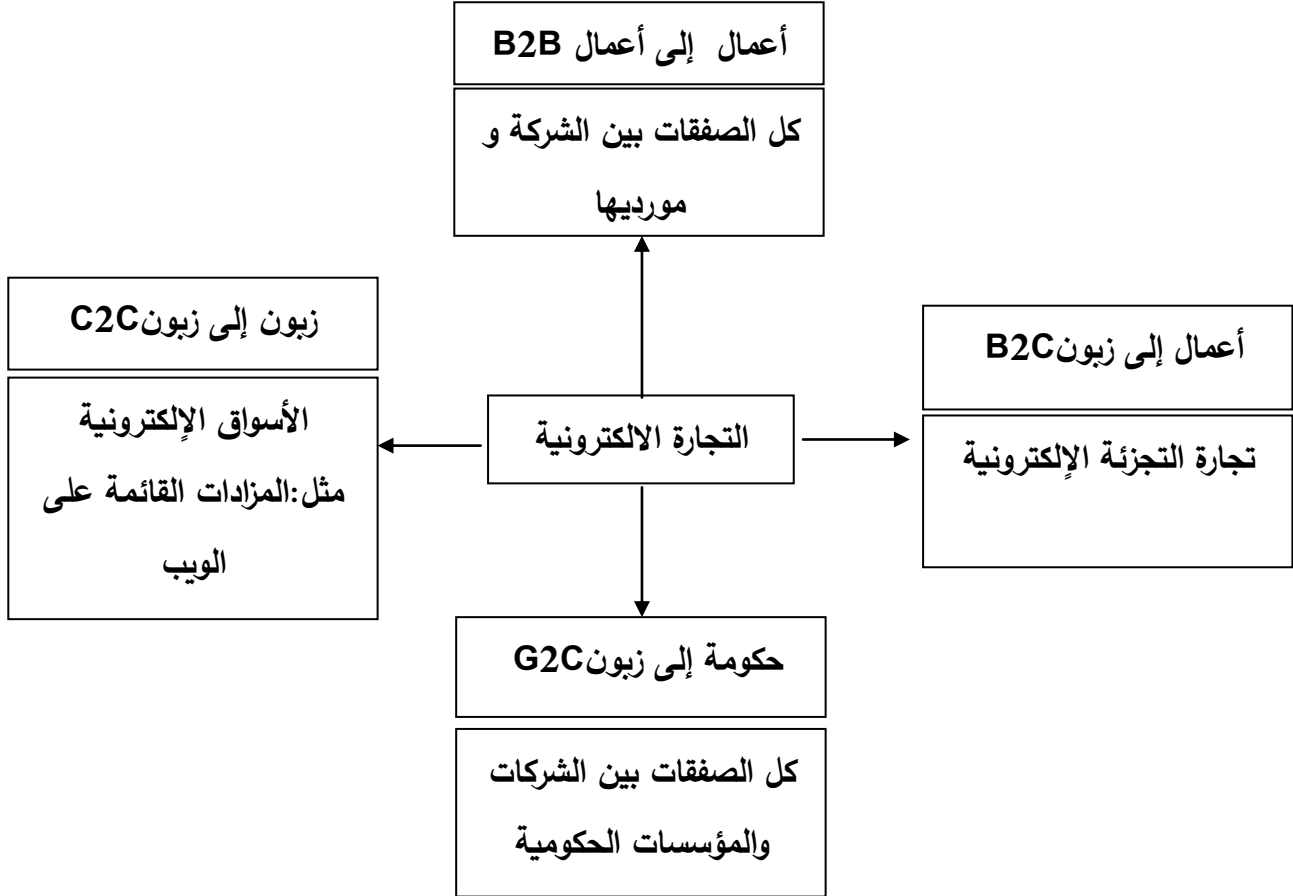 أعمال إلى أعمال B2B
كل الصفقات بين الشركة و
مورديها
زبون إلى زبونC2C
الأسواق الإلكترونية
مثل:المزادات القائمة على
الويب
التجارة الالكترونية
أعمال إلى زبونB2C
تجارة التجزئة الإلكترونية
حكومة إلى زبونG2C
كل الصفقات بين الشركات
والمؤسسات الحكومية